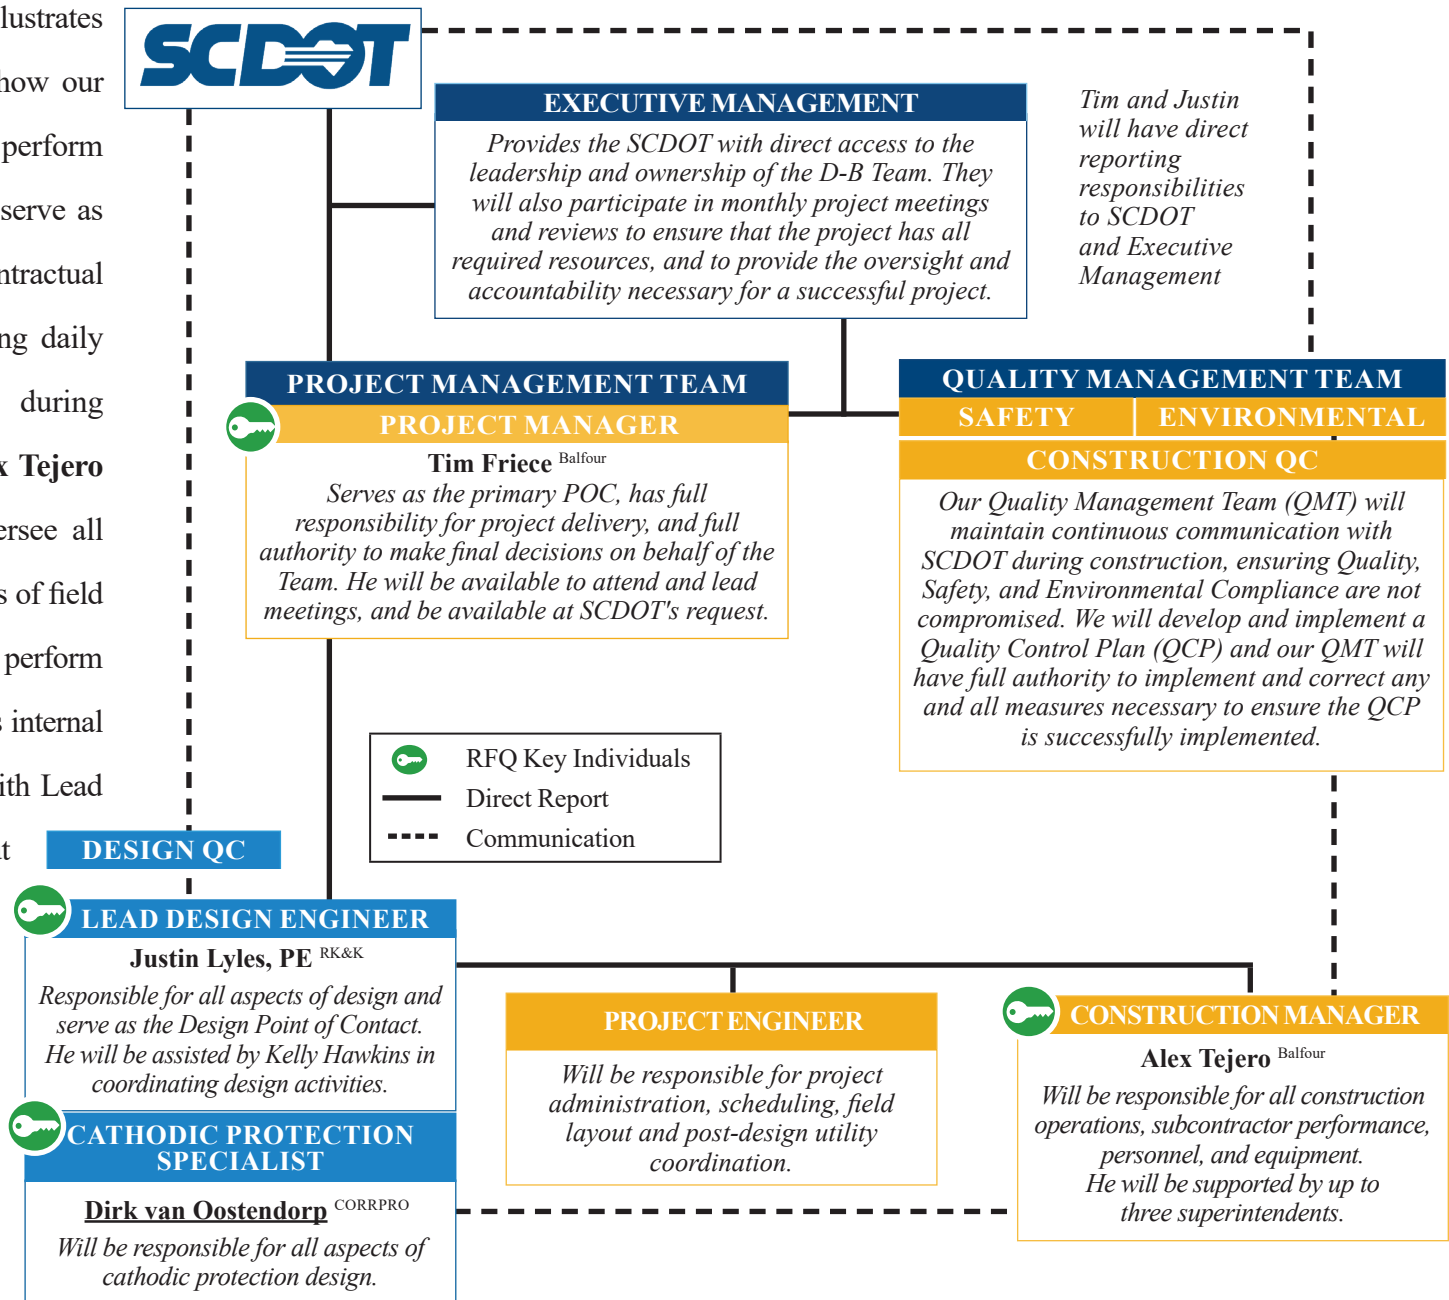 lustrates
how our
perform
serve as
ntractual
ng daily
during
x Tejero
ersee all
s of field
perform
s internal
ith Lead
t
SCDOT
EXECUTIVE MANAGEMENT
Provides the SCDOT with direct access to the
leadership and ownership of the D-B Team. They
will also participate in monthly project meetings
and reviews to ensure that the project has all
required resources, and to provide the oversight and
accountability necessary for a successful project.
Tim and Justin
will have direct
reporting
responsibilities
to SCDOT
and Executive
Management
PROJECT MANAGEMENT TEAM
PROJECT MANAGER
Tim Friece Balfour
Serves as the primary POC, has full
responsibility for project delivery, and full
authority to make final decisions on behalf of the
Team. He will be available to attend and lead
meetings, and be available at SCDOT's request.
QUALITY MANAGEMENT TEAM
SAFETY ENVIRONMENTAL
CONSTRUCTION QC
Our Quality Management Team (QMT) will
maintain continuous communication with
SCDOT during construction, ensuring Quality,
Safety, and Environmental Compliance are not
compromised. We will develop and implement a
Quality Control Plan (QCP) and our QMT will
have full authority to implement and correct any
and all measures necessary to ensure the QCP
is successfully implemented.
RFQ Key Individuals
Direct Report
Communication
DESIGN QC
LEAD DESIGN ENGINEER
Justin Lyles, PE RK&K
Responsible for all aspects of design and
serve as the Design Point of Contact.
He will be assisted by Kelly Hawkins in
coordinating design activities.
CATHODIC PROTECTION
SPECIALIST
Dirk van Oostendorp CORRPRO
Will be responsible for all aspects of
cathodic protection design.
PROJECT ENGINEER
Will be responsible for project
administration, scheduling, field
layout and post-design utility
coordination.
CONSTRUCTION MANAGER
Alex Tejero Balfour
Will be responsible for all construction
operations, subcontractor performance,
personnel, and equipment.
He will be supported by up to
three superintendents.